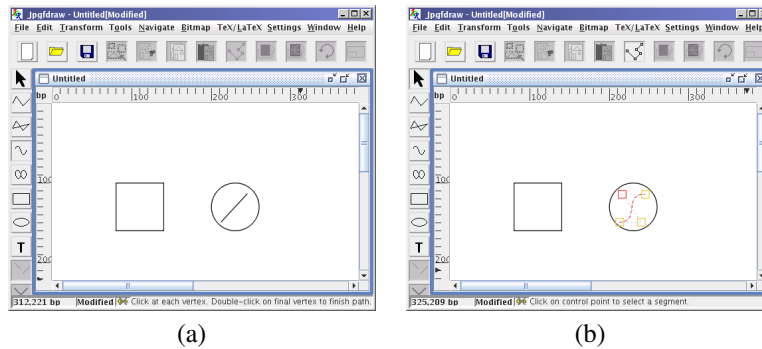 Jpgfdraw - Untitled[Modified]
File Edit Transform Tools Navigate Bitmap TeX/LaTeX Settings Window Help
Untitled
bp 0 100 200 300
100
T
200
312,221 bp Modified Click at each vertex. Double-click on final vertex to finish path.
(a)
Jpgfdraw - Untitled[Modified]
File Edit Transform Tools Navigate Bitmap TeX/LaTeX Settings Window Help
Untitled
bp 0 100 200 300
100
T
200
325,209 bp Modified Click on control point to select a segment.
(b)